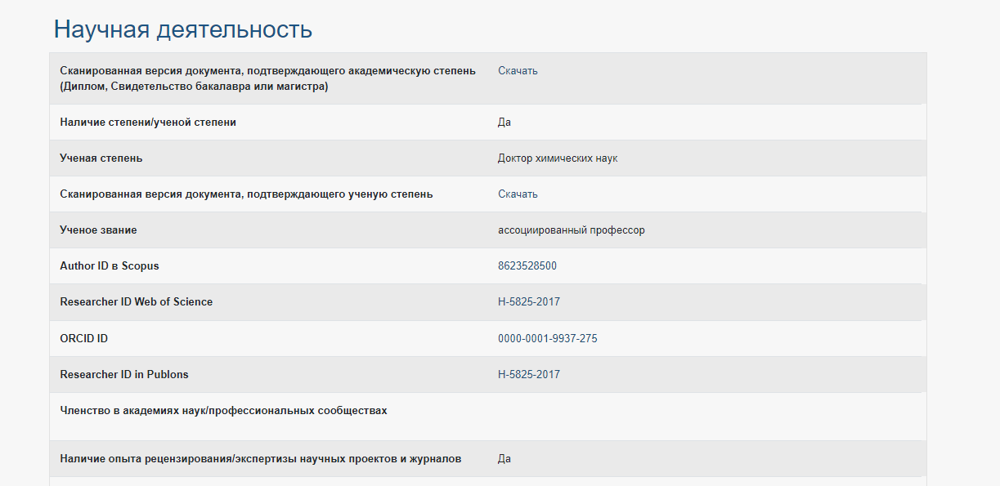 Научная деятельность
Сканированная версия документа, подтверждающего академическую степень
(Диплом, Свидетельство бакалавра или магистра)
Скачать
Наличие степени/ученой степени
Да
Ученая степень
Доктор химических наук
Сканированная версия документа, подтверждающего ученую степень
Скачать
Ученое звание
ассоциированный профессор
Author ID в Scopus
8623528500
Researcher ID Web of Science
H-5825-2017
ORCID ID
0000-0001-9937-275
Researcher ID in Publons
H-5825-2017
Членство в академиях наук/профессиональных сообществах
Наличие опыта рецензирования/экспертизы научных проектов и журналов
Да